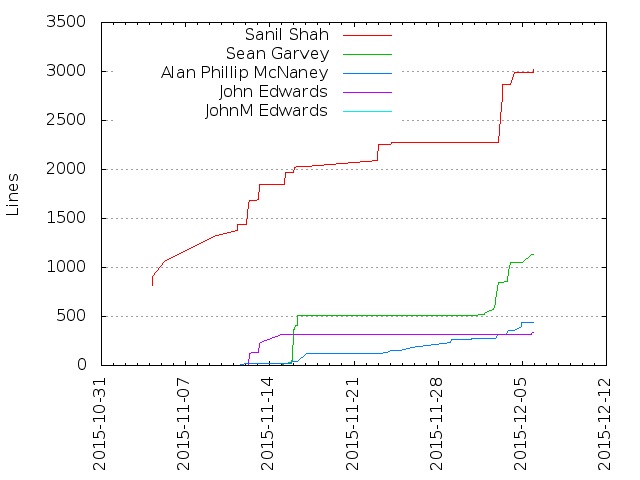 3500
3000
2500
2000
1500
1000
500
0
Lines
Sanil Shah
Sean Garvey
Alan Phillip McNaney
John Edwards
JohnM Edwards
2015-10-31
2015-11-07
2015-11-14
2015-11-21
2015-11-28
2015-12-05
2015-12-12